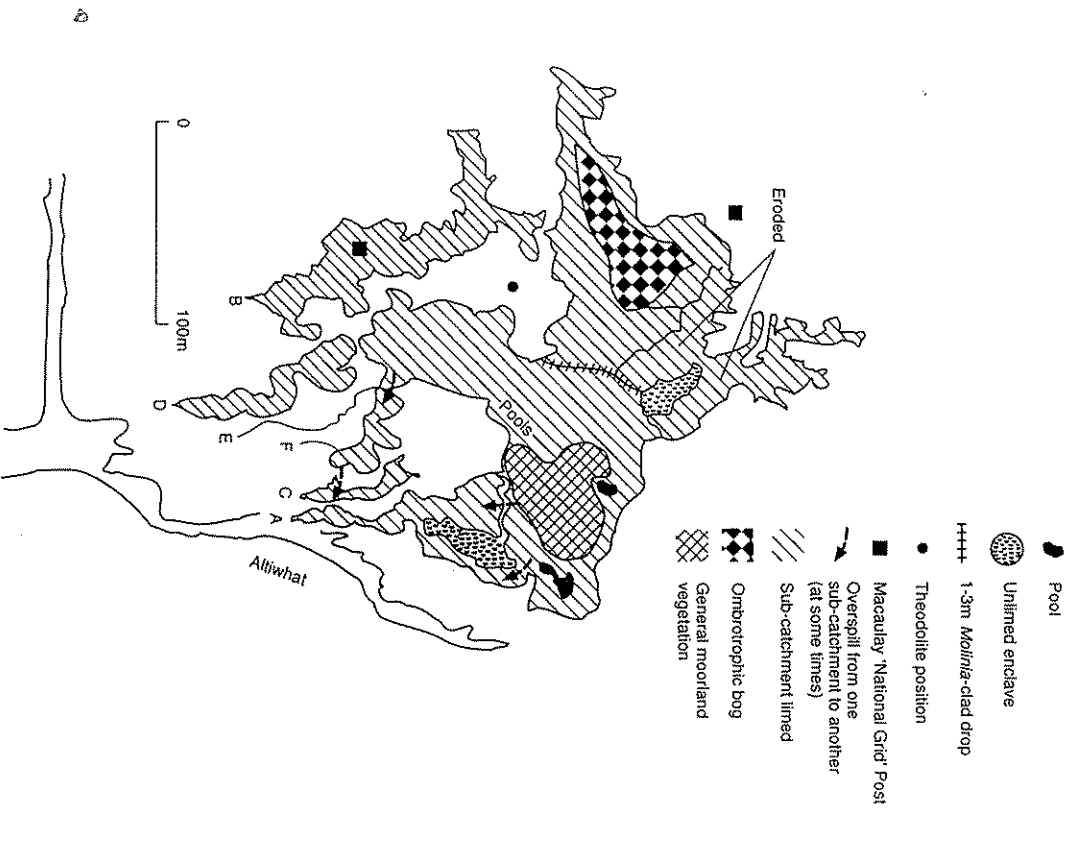 Pool
Unlimed enclave
1-3m Molinia-clad drop
Theodolite position
Macaulay 'National Grid' Post
Overspill from one
sub-catchment to another
(at some times)
Sub-catchment limed
Ombrotrophic bog
General moorland
vegetation
Eroded
Pools
0
100m
B
D
E
F
C
A
Altiwhat